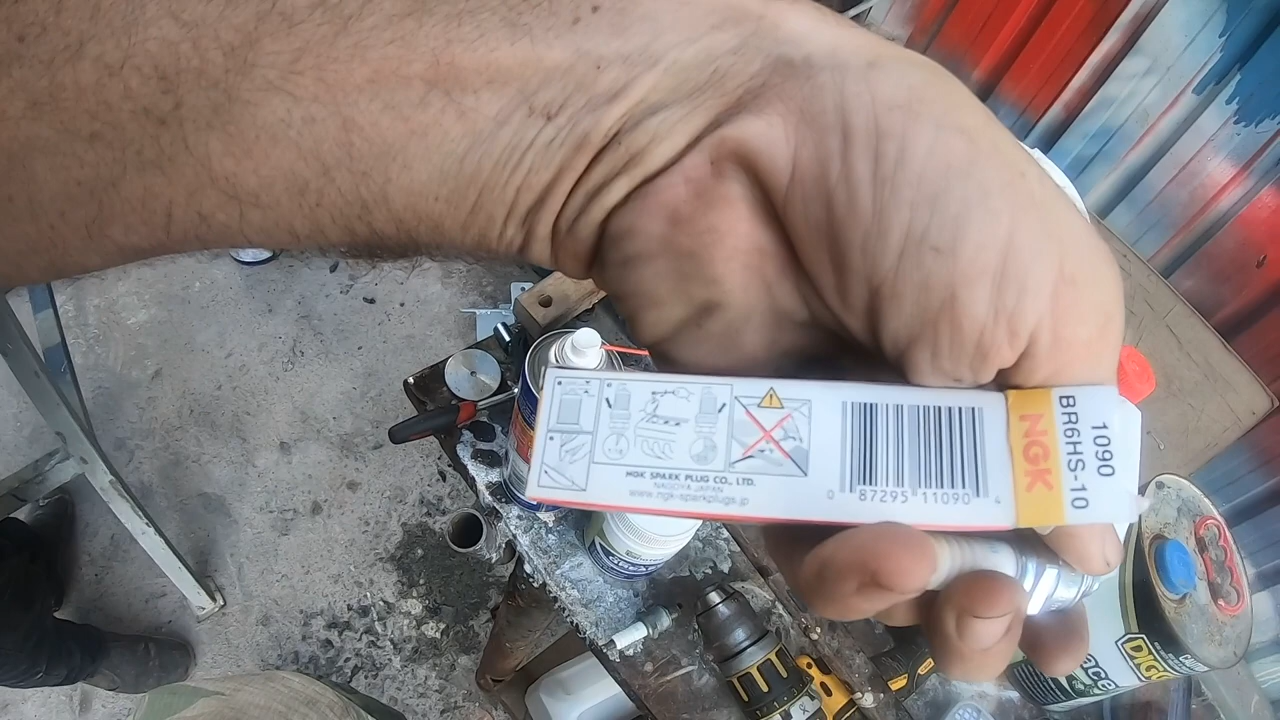 1090
BR6HS-10
NGK
NGK SPARK PLUG CO., LTD.
NAGOYA JAPAN
www.ngk-sparkplugs.jp
0 87295 11090 4
DIGO